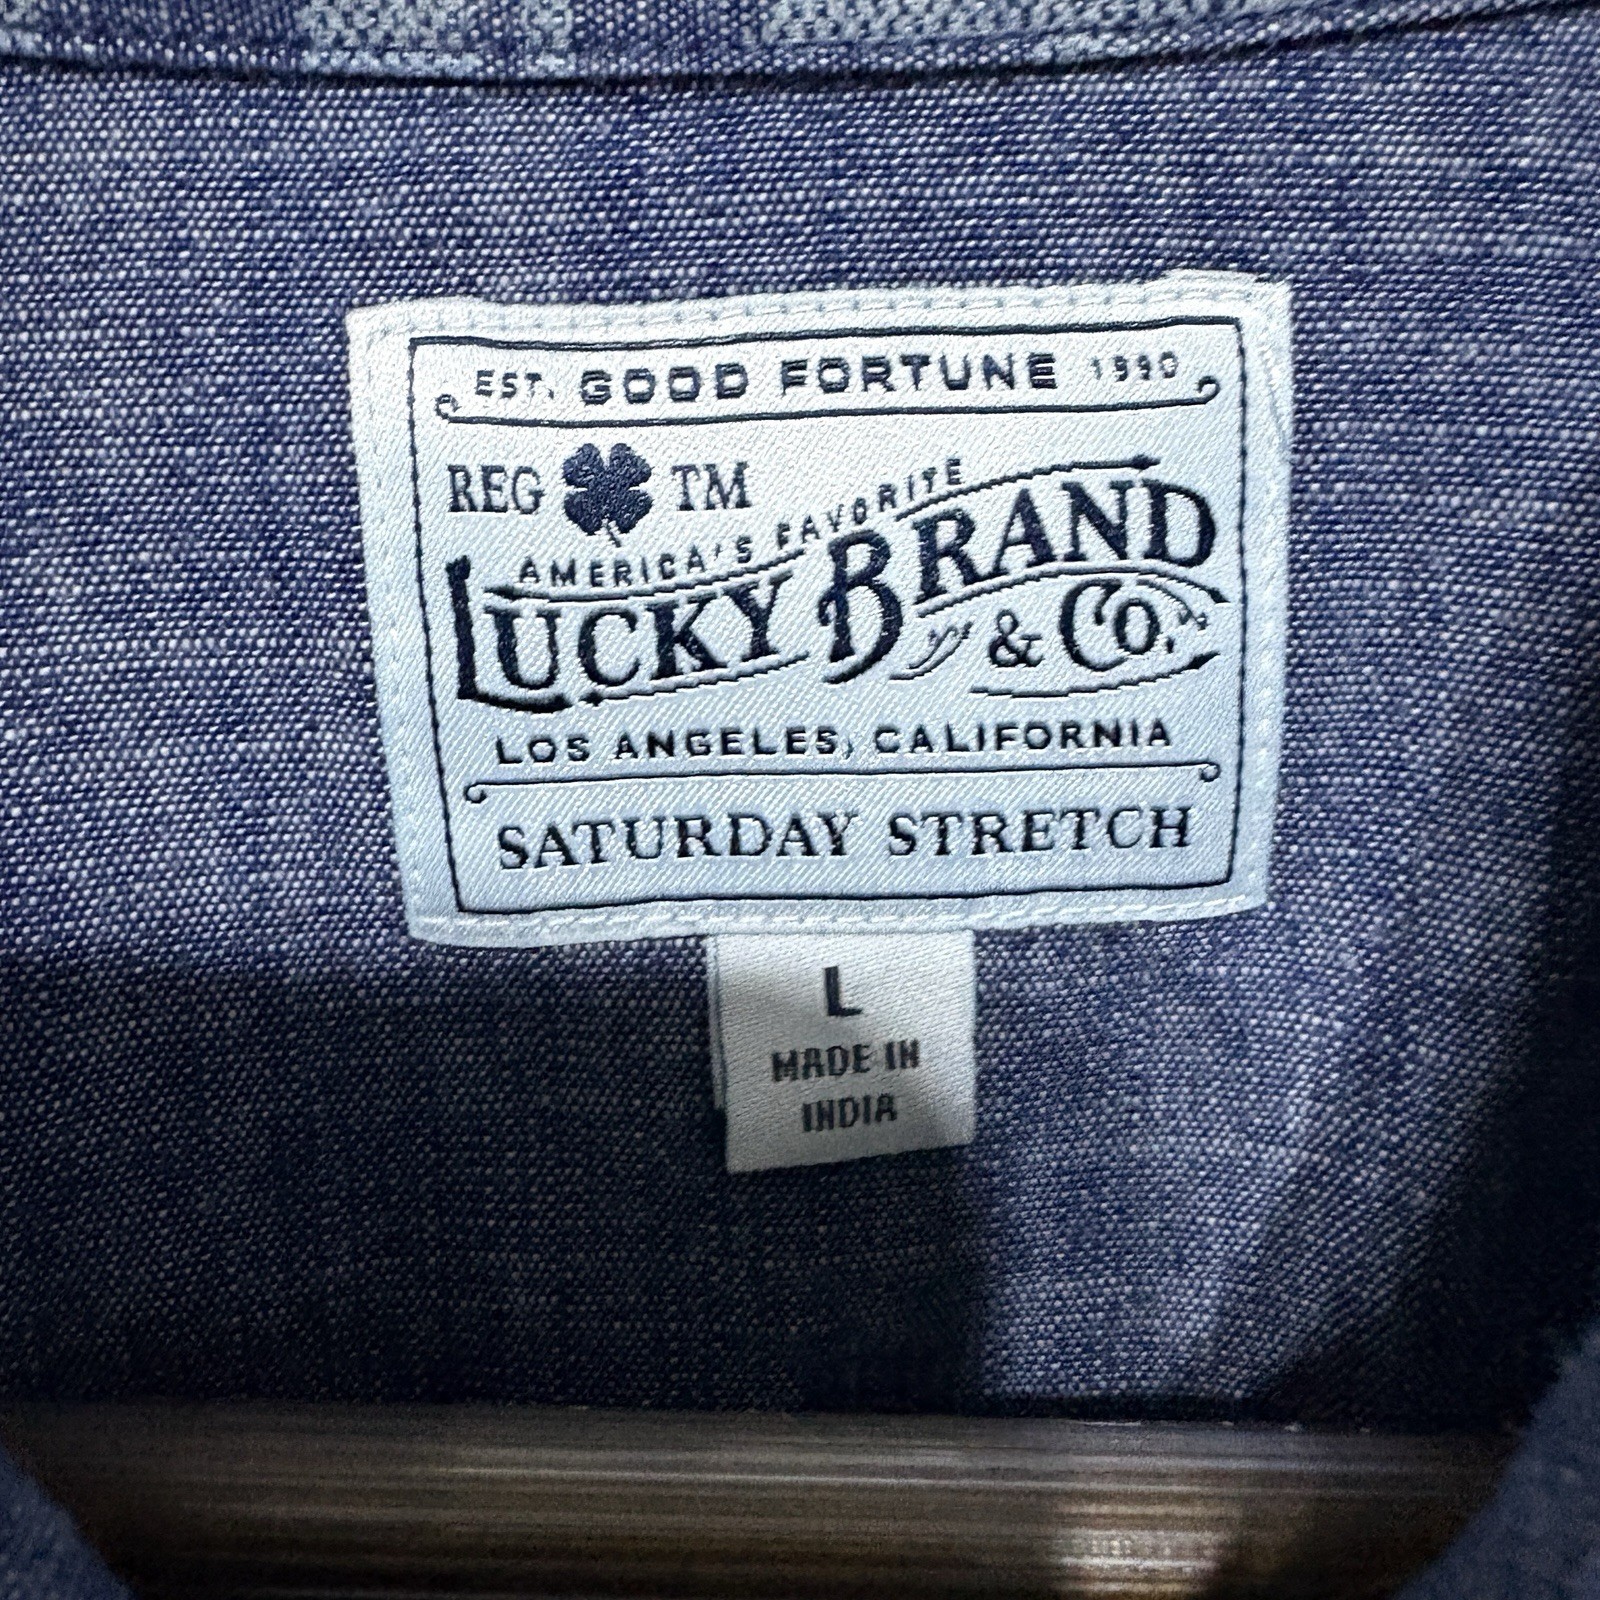 EST. GOOD FORTUNE 1990
REG TM
AMERICA'S FAVORITE
LUCKY BRAND
& CO.
LOS ANGELES, CALIFORNIA
SATURDAY STRETCH
L
MADE IN
INDIA